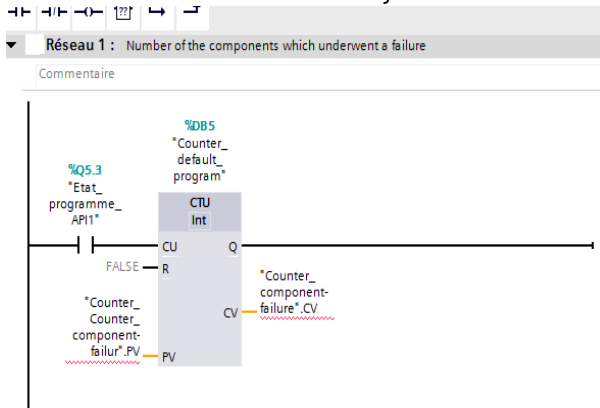 Réseau 1 : Number of the components which underwent a failure
Commentaire
%DB5
"Counter_
default_
program"
%Q5.3
"Etat_
programme_
API1"
CTU
Int
CU Q
FALSE R
"Counter_
component-
failure".CV
CV
"Counter_
Counter_
component-
failur".PV
PV